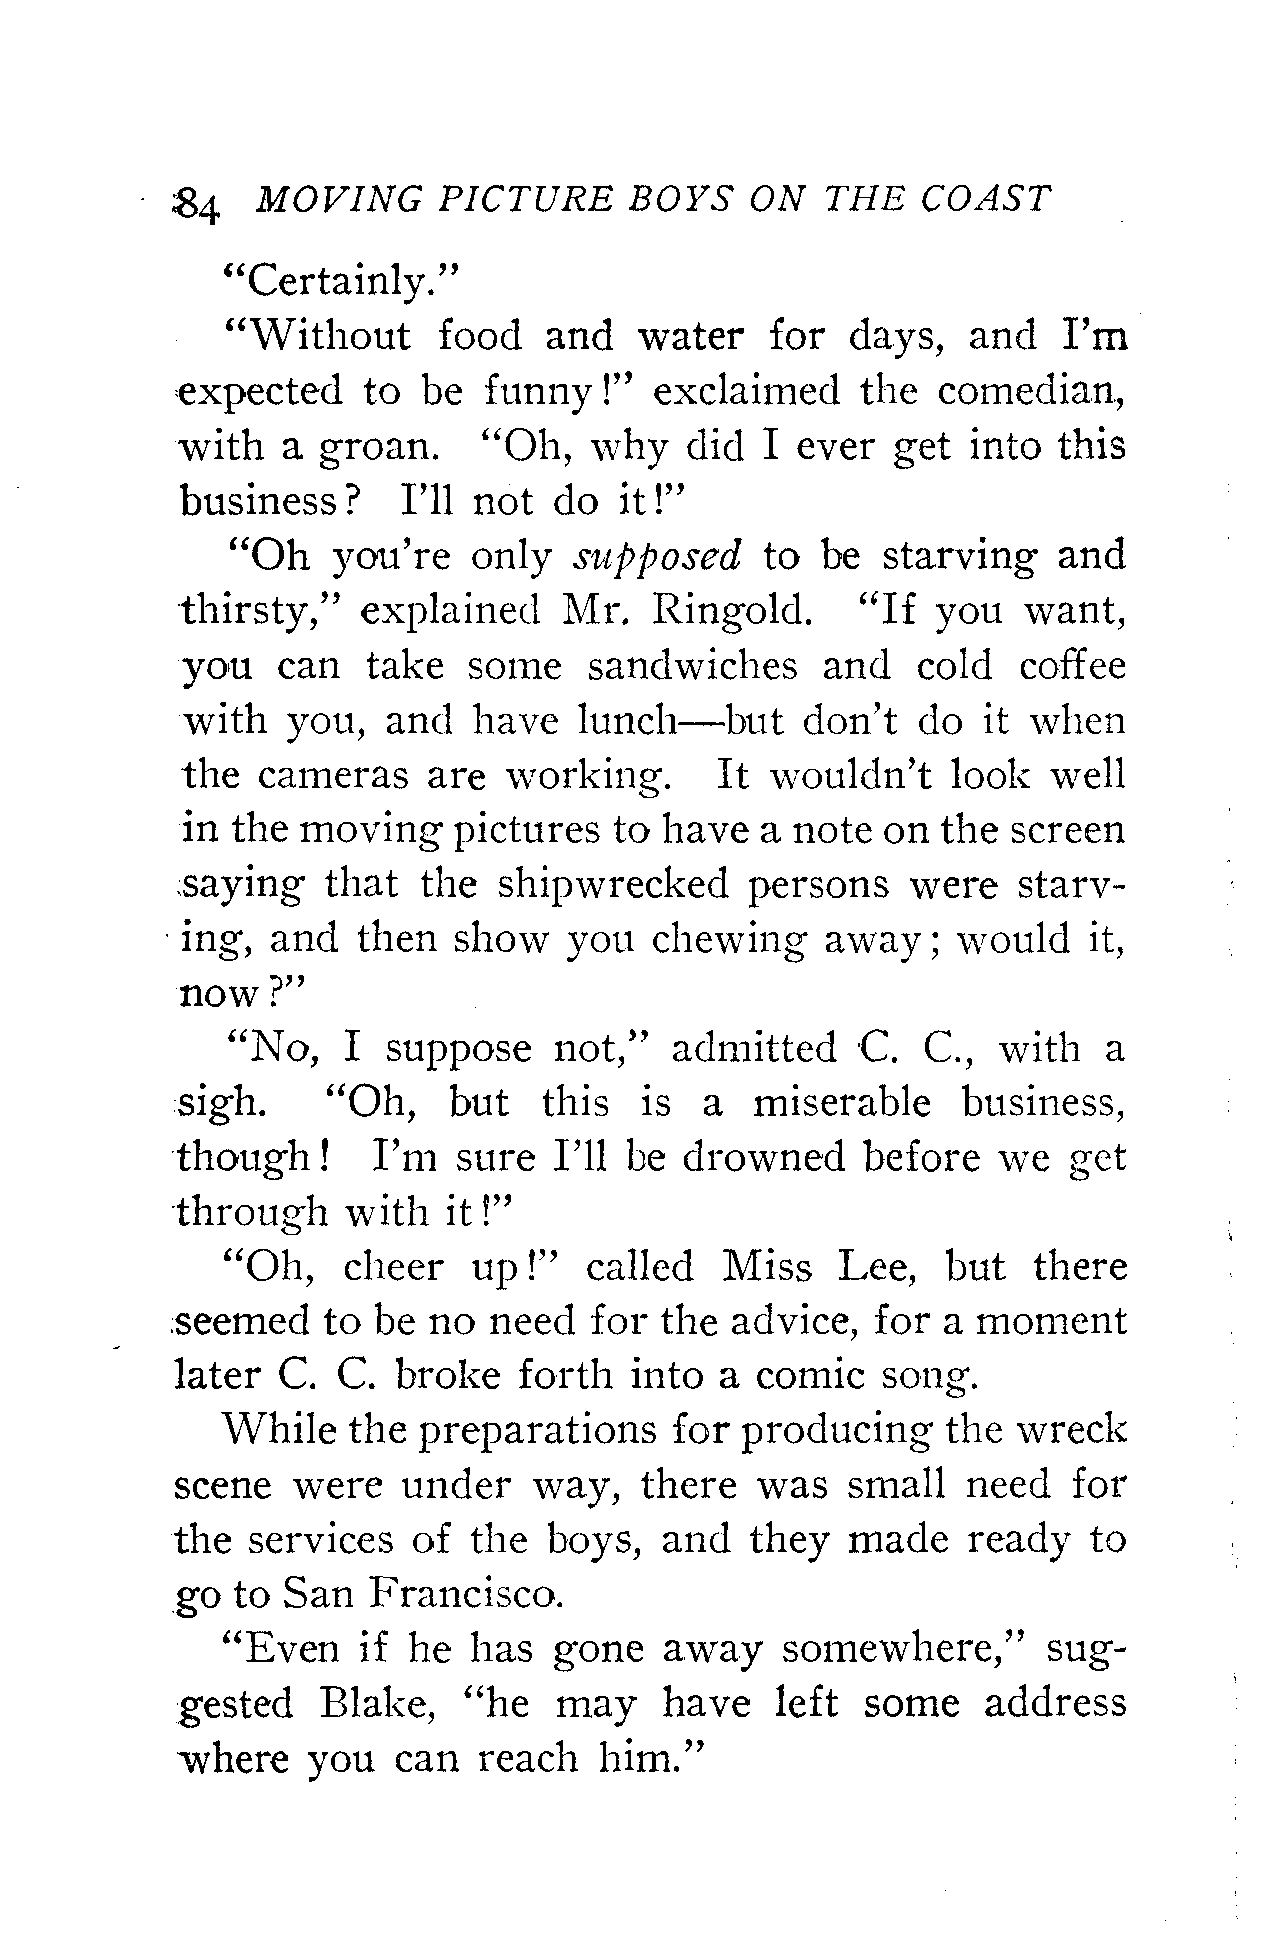 84 MOVING PICTURE BOYS ON THE COAST
“Certainly.”
“Without food and water for days, and I’m
expected to be funny!” exclaimed the comedian,
with a groan. “Oh, why did I ever get into this
business? I’ll not do it!”
“Oh you’re only supposed to be starving and
thirsty,” explained Mr. Ringold. “If you want,
you can take some sandwiches and cold coffee
with you, and have lunch—but don’t do it when
the cameras are working. It wouldn’t look well
in the moving pictures to have a note on the screen
saying that the shipwrecked persons were starv-
ing, and then show you chewing away; would it,
now?”
“No, I suppose not,” admitted C. C., with a
sigh. “Oh, but this is a miserable business,
though! I’m sure I’ll be drowned before we get
through with it!”
“Oh, cheer up!” called Miss Lee, but there
seemed to be no need for the advice, for a moment
later C. C. broke forth into a comic song.
While the preparations for producing the wreck
scene were under way, there was small need for
the services of the boys, and they made ready to
go to San Francisco.
“Even if he has gone away somewhere,” sug-
gested Blake, “he may have left some address
where you can reach him.”